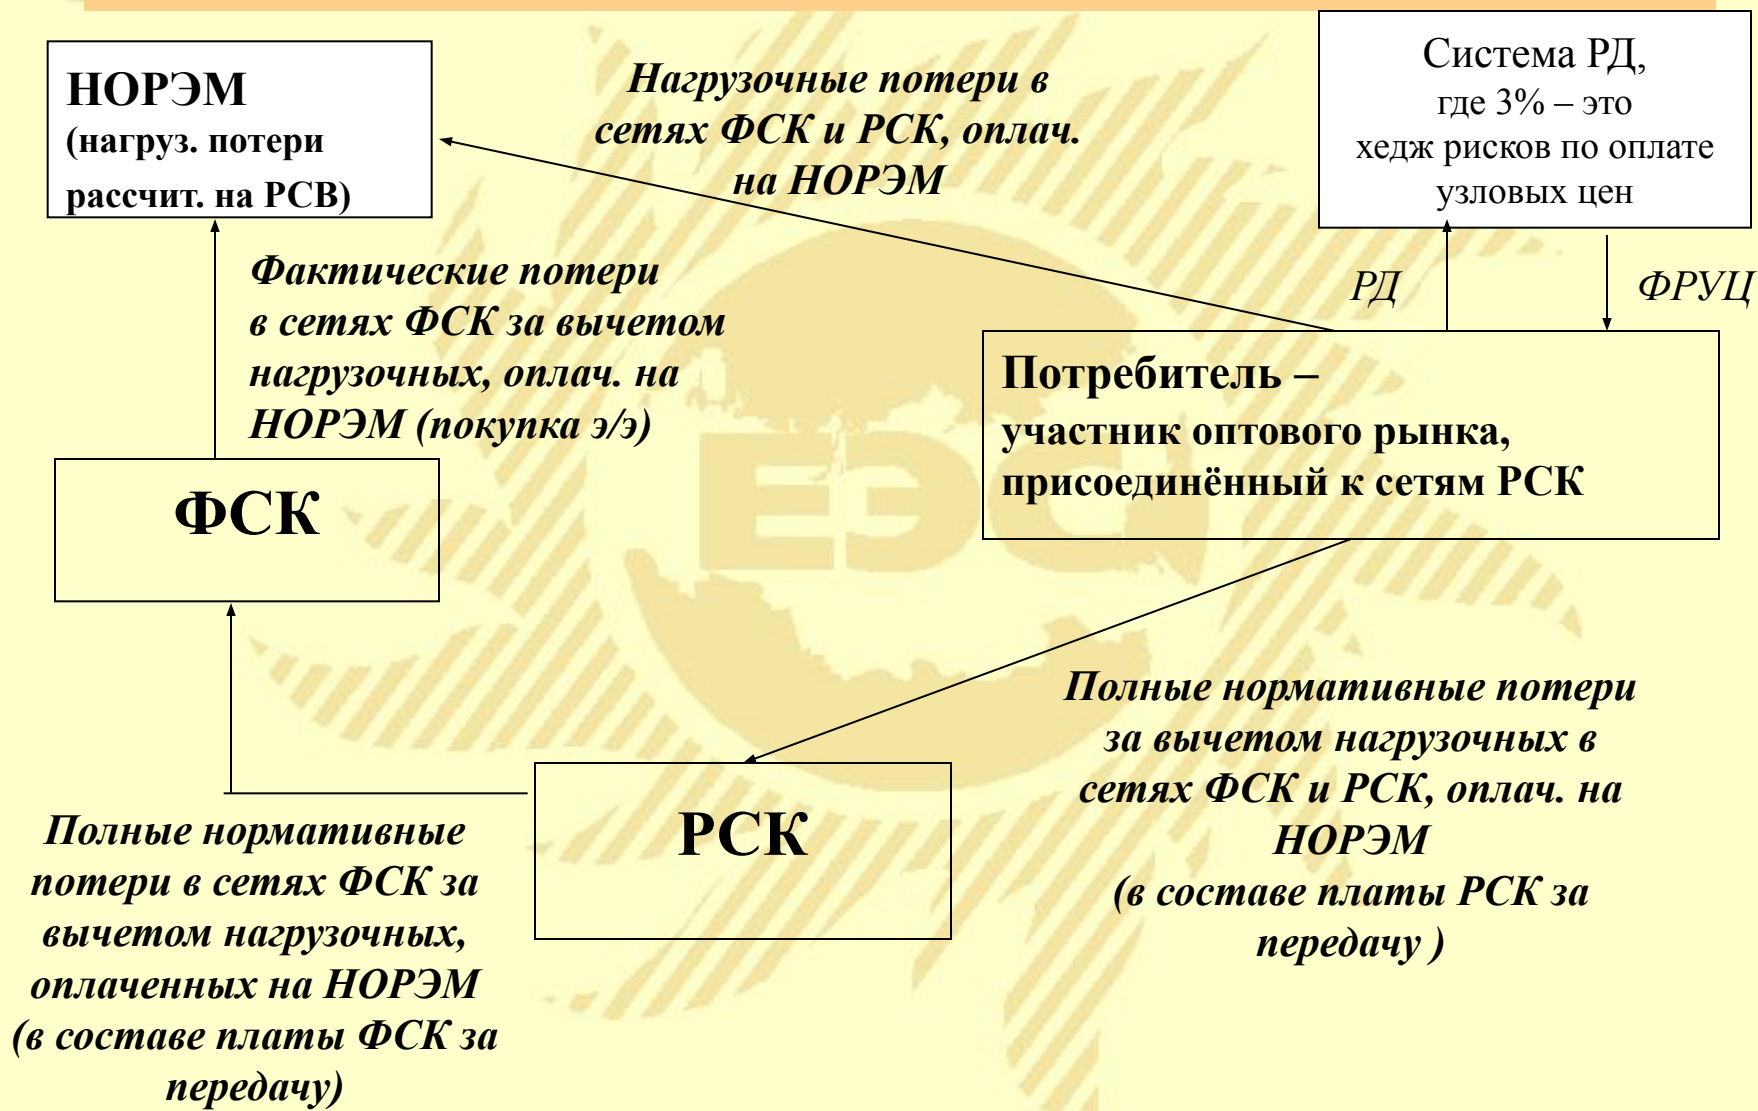 НОРЭМ
(нагруз. потери
рассчит. на РСВ)
Нагрузочные потери в
сетях ФСК и РСК, оплач.
на НОРЭМ
Система РД,
где 3% – это
хедж рисков по оплате
узловых цен
Фактические потери
в сетях ФСК за вычетом
нагрузочных, оплач. на
НОРЭМ (покупка э/э)
РД
ФРУЦ
Потребитель –
участник оптового рынка,
присоединённый к сетям РСК
ФСК
ЕЭС
Полные нормативные потери
за вычетом нагрузочных в
сетях ФСК и РСК, оплач. на
НОРЭМ
(в составе платы РСК за
передачу )
РСК
Полные нормативные
потери в сетях ФСК за
вычетом нагрузочных,
оплаченных на НОРЭМ
(в составе платы ФСК за
передачу)